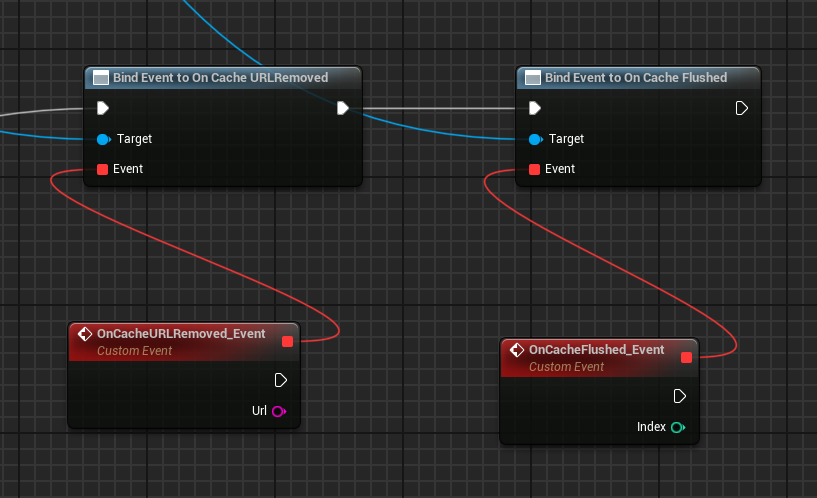 Bind Event to On Cache URLRemoved
Target
Event
Bind Event to On Cache Flushed
Target
Event
OnCacheURLRemoved_Event
Custom Event
Url
OnCacheFlushed_Event
Custom Event
Index